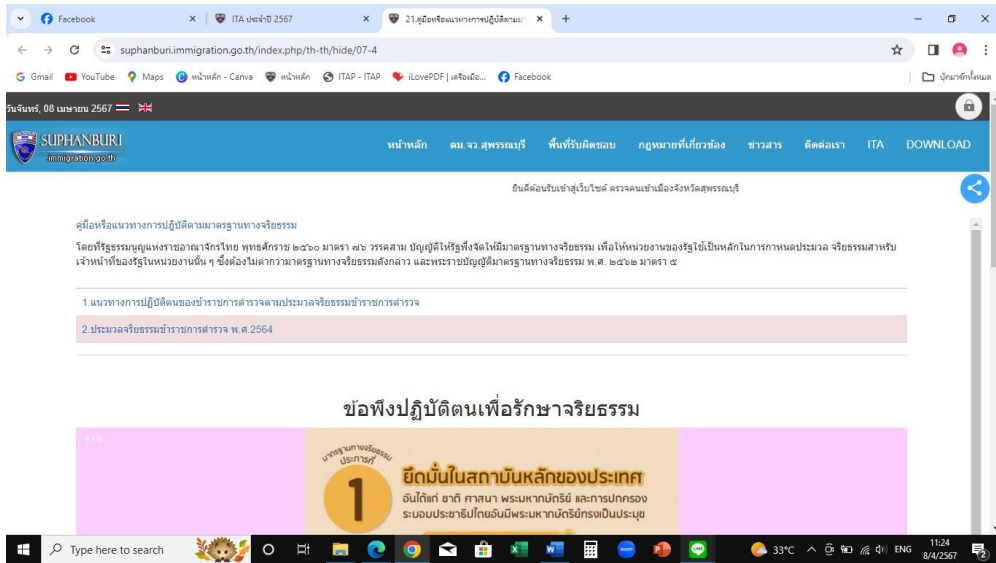 Facebook
ITA ประจำปี 2567
21.คู่มือหรือแนวทางการปฏิบัติตามมา
suphanburi.immigration.go.th/index.php/th-th/hide/07-4
Gmail YouTube Maps หน้าหลัก - Canva หน้าหลัก ITAP - ITAP iLovePDF | เครื่องมือ... Facebook บุ๊กมาร์กทั้งหมด
วันจันทร์, 08 เมษายน 2567
SUPHANBURI
immigration.go.th
หน้าหลัก ตม.จว.สุพรรณบุรี พื้นที่รับผิดชอบ กฎหมายที่เกี่ยวข้อง ข่าวสาร ติดต่อเรา ITA DOWNLOAD
ยินดีต้อนรับเข้าสู่เว็บไซต์ ตรวจคนเข้าเมืองจังหวัดสุพรรณบุรี
คู่มือหรือแนวทางการปฏิบัติตามมาตรฐานทางจริยธรรม
โดยที่รัฐธรรมนูญแห่งราชอาณาจักรไทย พุทธศักราช ๒๕๖๐ มาตรา ๗๖ วรรคสาม บัญญัติให้รัฐพึงจัดให้มีมาตรฐานทางจริยธรรม เพื่อให้หน่วยงานของรัฐใช้เป็นหลักในการกำหนดประมวล จริยธรรมสำหรับ
เจ้าหน้าที่ของรัฐในหน่วยงานนั้น ๆ ซึ่งต้องไม่ต่ำกว่ามาตรฐานทางจริยธรรมดังกล่าว และพระราชบัญญัติมาตรฐานทางจริยธรรม พ.ศ. ๒๕๖๒ มาตรา ๕
1.แนวทางการปฏิบัติตนของข้าราชการตำรวจตามประมวลจริยธรรมข้าราชการตำรวจ
2.ประมวลจริยธรรมข้าราชการตำรวจ พ.ศ.2564
ข้อพึงปฏิบัติตนเพื่อรักษาจริยธรรม
มาตรฐานทางจริยธรรม
ประการที่
1
ยึดมั่นในสถาบันหลักของประเทศ
อันได้แก่ ชาติ ศาสนา พระมหากษัตริย์ และการปกครอง
ระบอบประชาธิปไตยอันมีพระมหากษัตริย์ทรงเป็นประมุข
Type here to search
33°C
ENG
11:24
8/4/2567